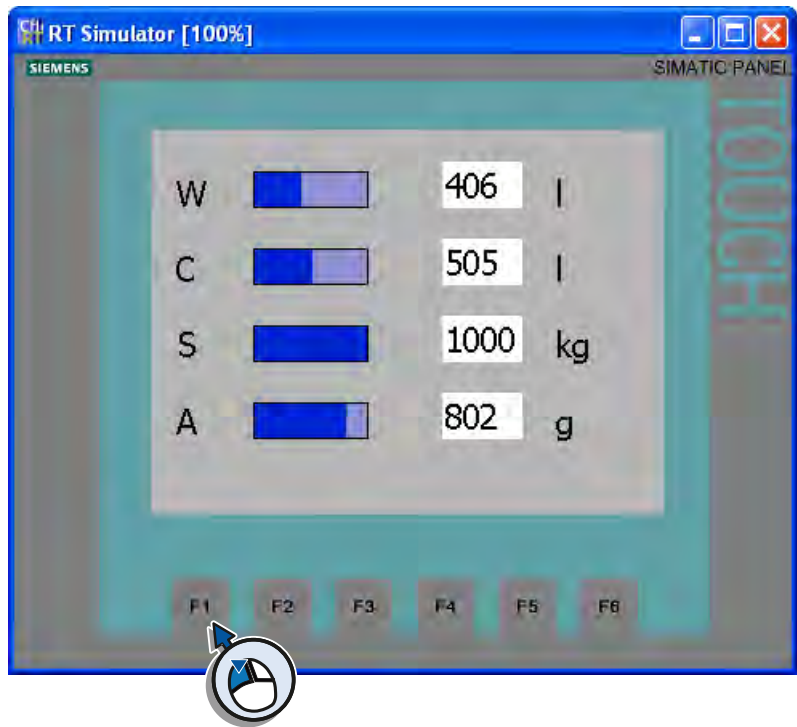 RT Simulator [100%]
SIEMENS
SIMATIC PANEL
TOUCH
W 406 l
C 505 l
S 1000 kg
A 802 g
F1 F2 F3 F4 F5 F6